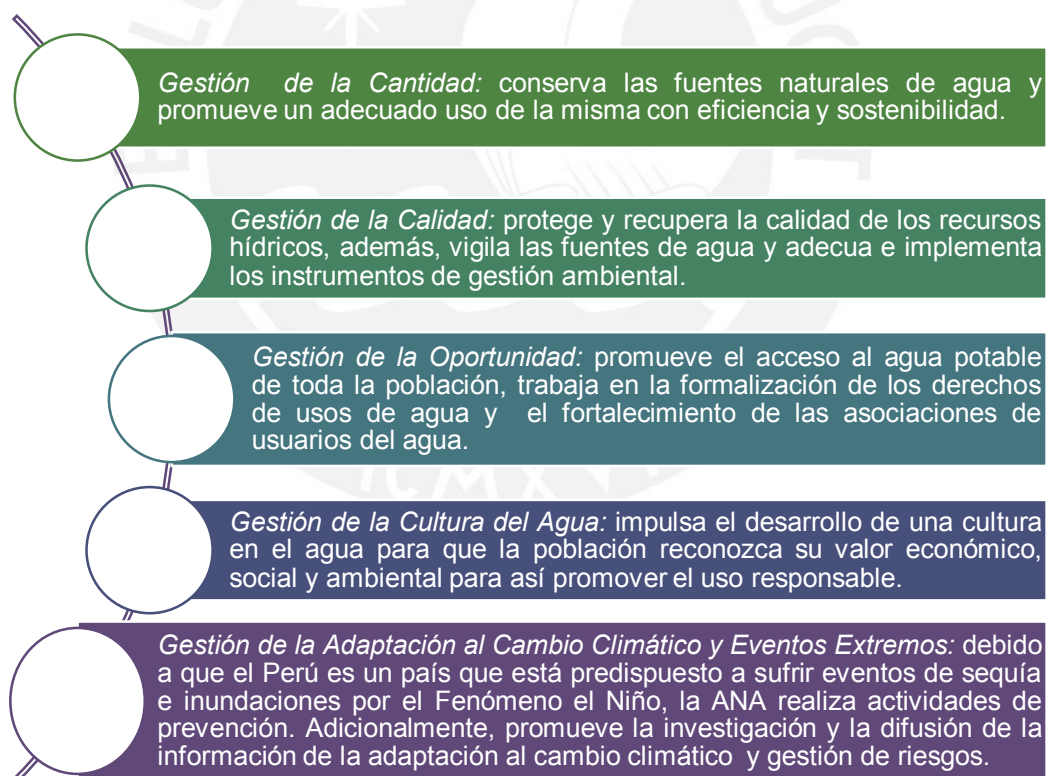 Gestión de la Cantidad: conserva las fuentes naturales de agua y
promueve un adecuado uso de la misma con eficiencia y sostenibilidad.
Gestión de la Calidad: protege y recupera la calidad de los recursos
hídricos, además, vigila las fuentes de agua y adecua e implementa
los instrumentos de gestión ambiental.
Gestión de la Oportunidad: promueve el acceso al agua potable
de toda la población, trabaja en la formalización de los derechos
de usos de agua y el fortalecimiento de las asociaciones de
usuarios del agua.
Gestión de la Cultura del Agua: impulsa el desarrollo de una cultura
en el agua para que la población reconozca su valor económico,
social y ambiental para así promover el uso responsable.
Gestión de la Adaptación al Cambio Climático y Eventos Extremos: debido
a que el Perú es un país que está predispuesto a sufrir eventos de sequía
e inundaciones por el Fenómeno el Niño, la ANA realiza actividades de
prevención. Adicionalmente, promueve la investigación y la difusión de la
información de la adaptación al cambio climático y gestión de riesgos.